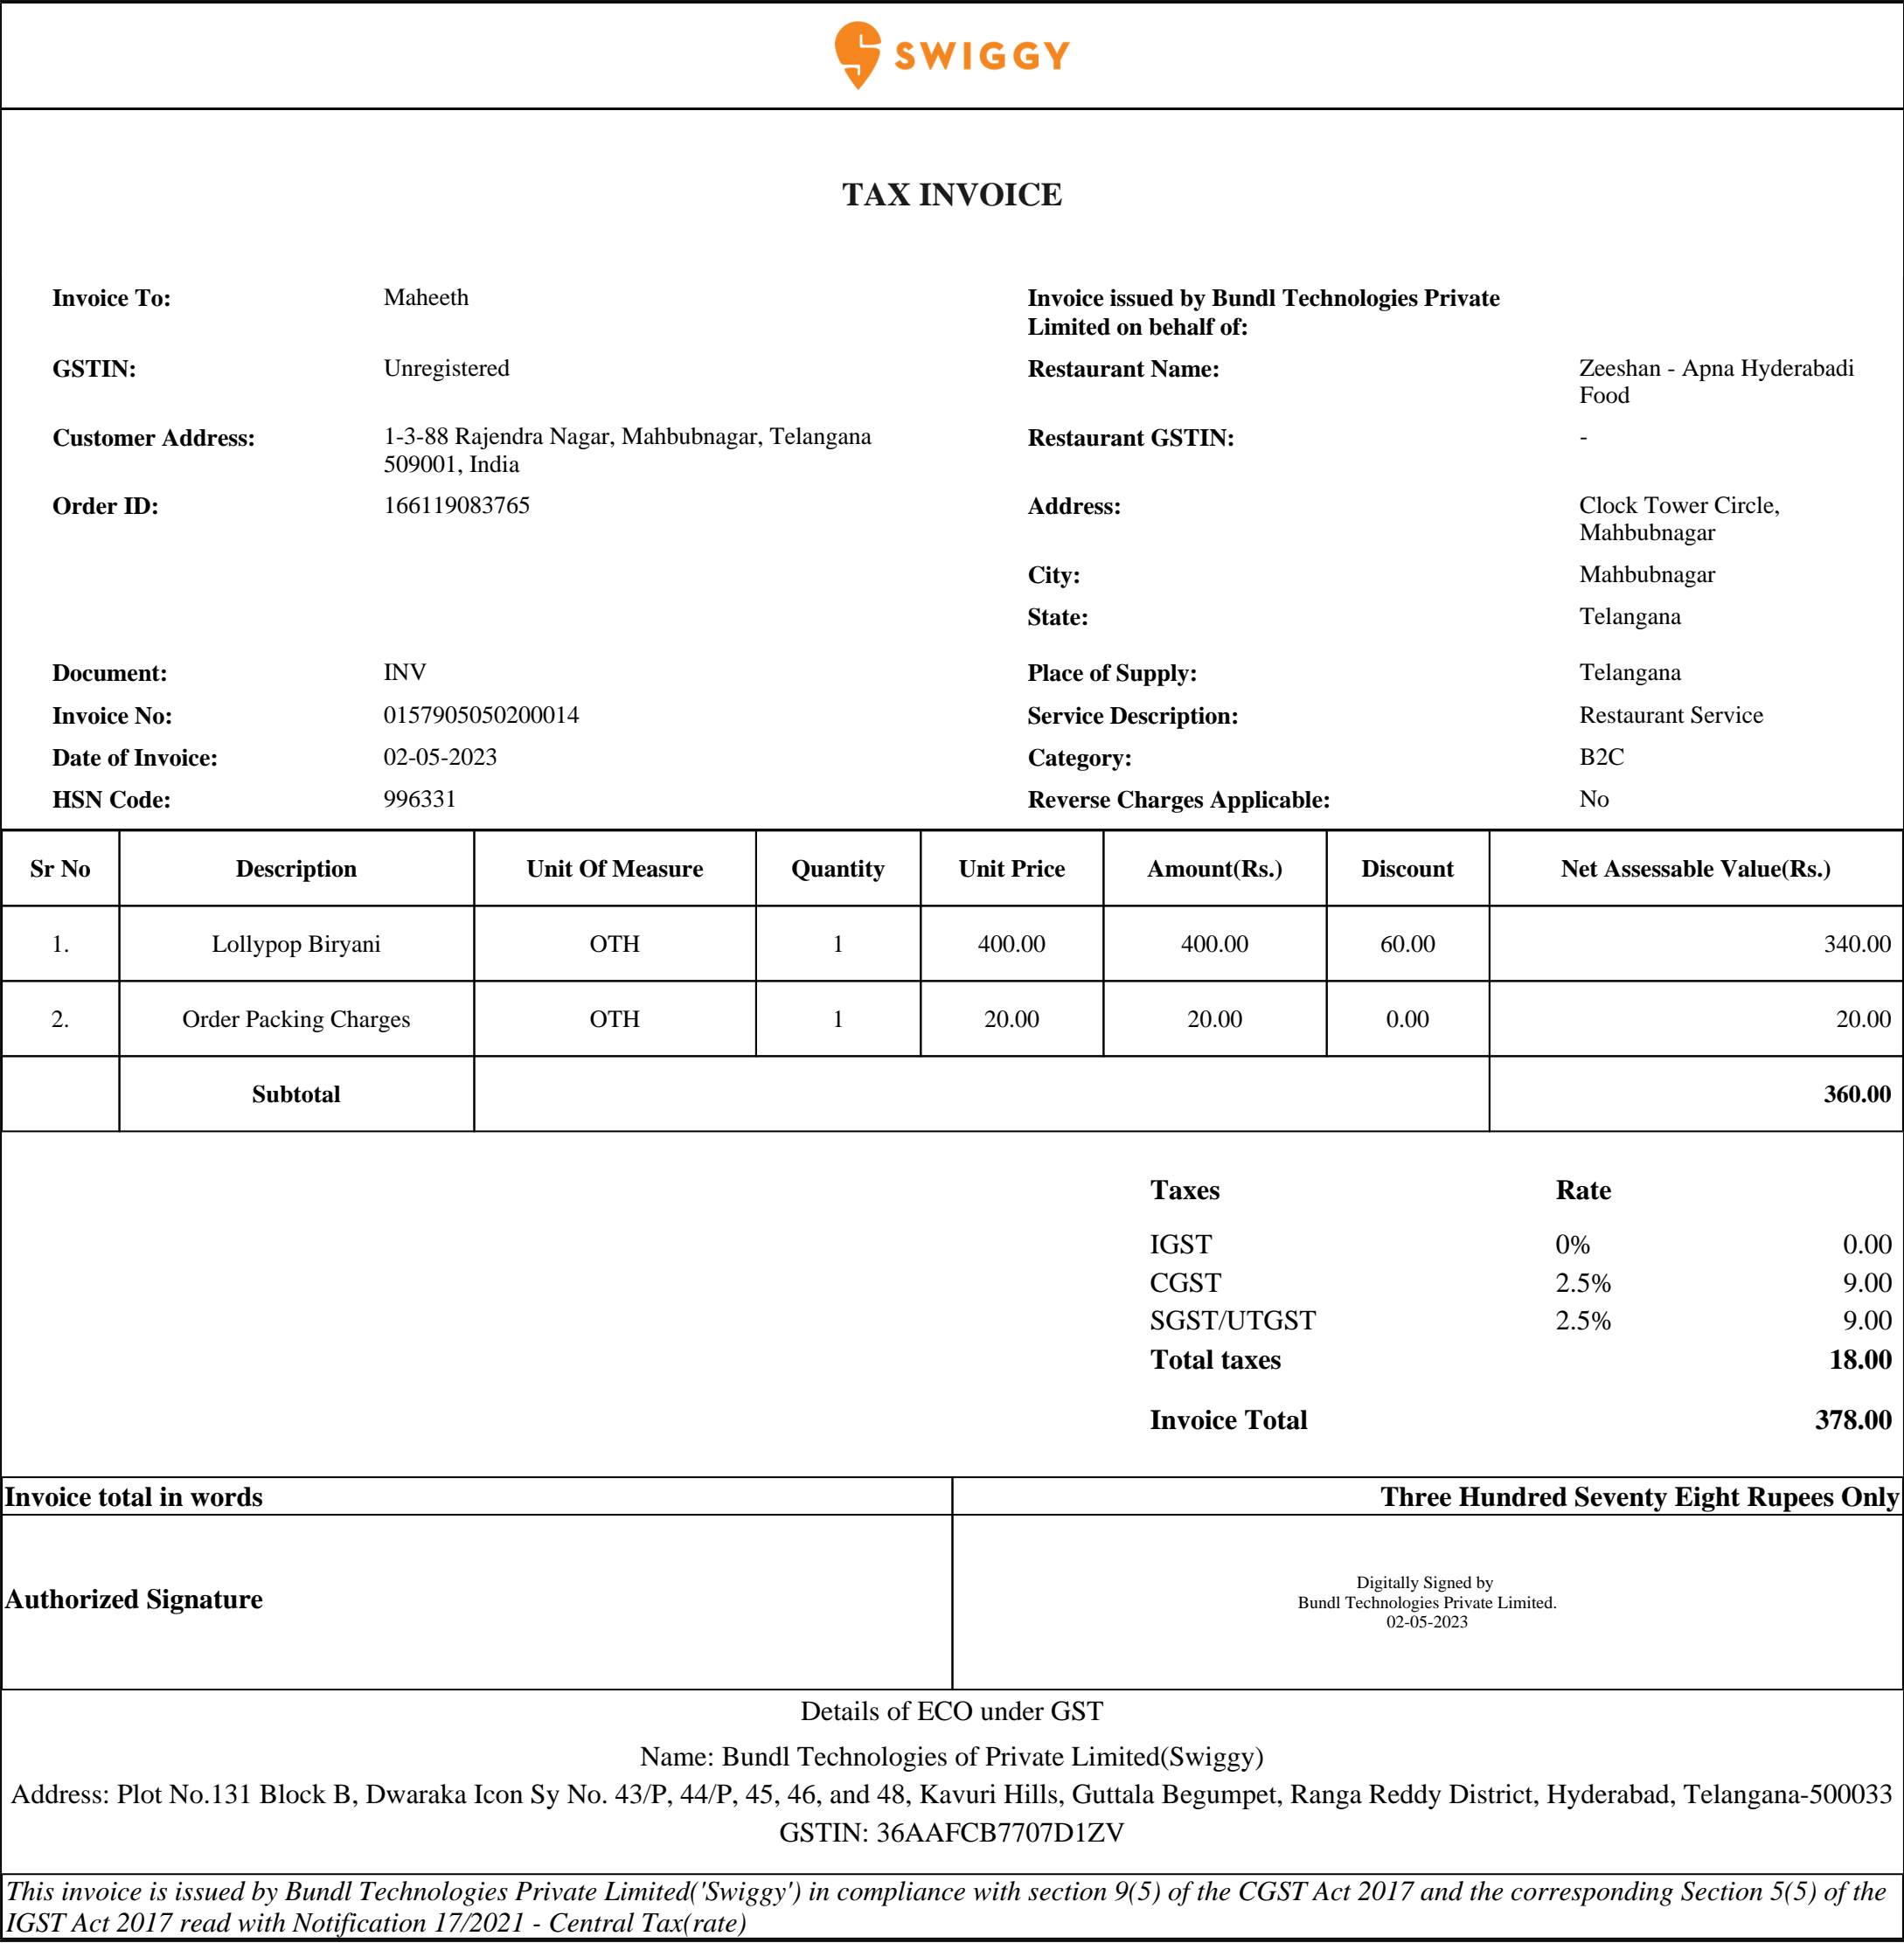 SWIGGY
TAX INVOICE
Invoice To: Maheeth Invoice issued by Bundl Technologies Private
Limited on behalf of:
GSTIN: Unregistered Restaurant Name: Zeeshan - Apna Hyderabadi
Food
Customer Address: 1-3-88 Rajendra Nagar, Mahbubnagar, Telangana Restaurant GSTIN: -
509001, India
Order ID: 166119083765 Address: Clock Tower Circle,
Mahbubnagar
City: Mahbubnagar
State: Telangana
Document: INV Place of Supply: Telangana
Invoice No: 0157905050200014 Service Description: Restaurant Service
Date of Invoice: 02-05-2023 Category: B2C
HSN Code: 996331 Reverse Charges Applicable: No
Sr No Description Unit Of Measure Quantity Unit Price Amount(Rs.) Discount Net Assessable Value(Rs.)
1. Lollypop Biryani OTH 1 400.00 400.00 60.00 340.00
2. Order Packing Charges OTH 1 20.00 20.00 0.00 20.00
Subtotal 360.00
Taxes Rate
IGST 0% 0.00
CGST 2.5% 9.00
SGST/UTGST 2.5% 9.00
Total taxes 18.00
Invoice Total 378.00
Invoice total in words Three Hundred Seventy Eight Rupees Only
Authorized Signature
Digitally Signed by
Bundl Technologies Private Limited.
02-05-2023
Details of ECO under GST
Name: Bundl Technologies of Private Limited(Swiggy)
Address: Plot No.131 Block B, Dwaraka Icon Sy No. 43/P, 44/P, 45, 46, and 48, Kavuri Hills, Guttala Begumpet, Ranga Reddy District, Hyderabad, Telangana-500033
GSTIN: 36AAFCB7707D1ZV
This invoice is issued by Bundl Technologies Private Limited('Swiggy') in compliance with section 9(5) of the CGST Act 2017 and the corresponding Section 5(5) of the
IGST Act 2017 read with Notification 17/2021 - Central Tax(rate)